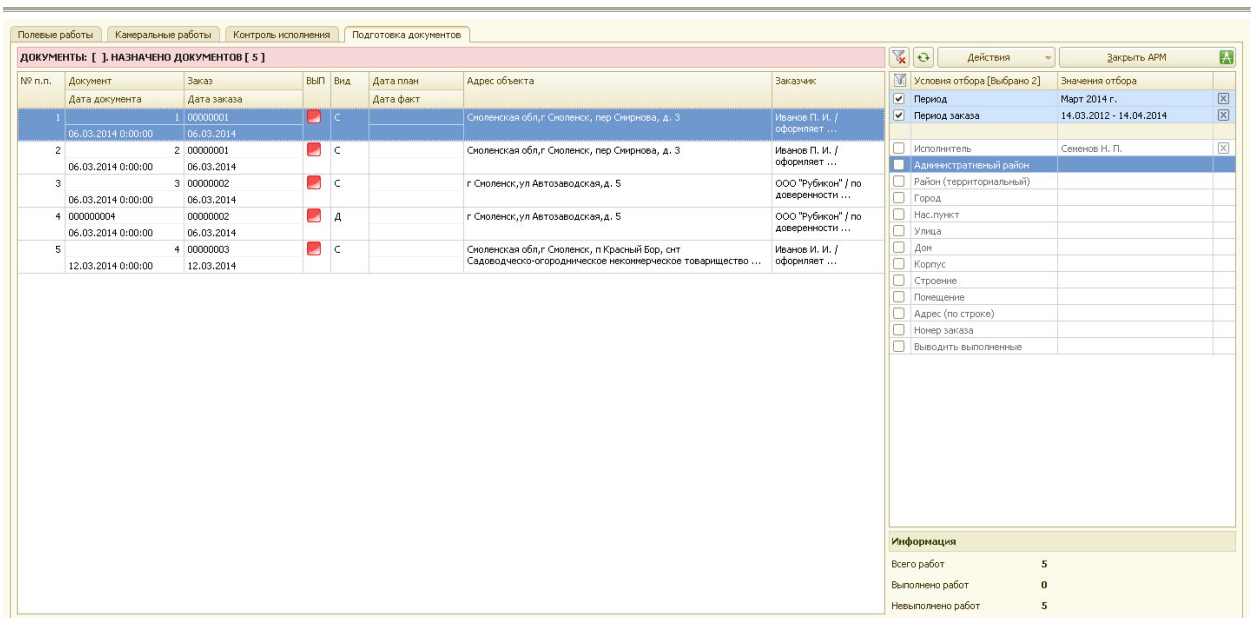 Полевые работы Камеральные работы Контроль исполнения Подготовка документов
ДОКУМЕНТЫ: [ ]. НАЗНАЧЕНО ДОКУМЕНТОВ [ 5 ]
Действия Закрыть АРМ
№ п.п. Документ Заказ ВЫП Вид Дата план Адрес объекта Заказчик
Дата документа Дата заказа Дата факт
1 1 00000001 С Смоленская обл,г Смоленск, пер Смирнова, д. 3 Иванов П. И. /
06.03.2014 0:00:00 06.03.2014 оформляет ...
2 2 00000001 С Смоленская обл,г Смоленск, пер Смирнова, д. 3 Иванов П. И. /
06.03.2014 0:00:00 06.03.2014 оформляет ...
3 3 00000002 С г Смоленск,ул Автозаводская,д. 5 ООО "Рубикон" / по
06.03.2014 0:00:00 06.03.2014 доверенности ...
4 000000004 00000002 Д г Смоленск,ул Автозаводская,д. 5 ООО "Рубикон" / по
06.03.2014 0:00:00 06.03.2014 доверенности ...
5 4 00000003 С Смоленская обл,г Смоленск, п Красный Бор, снт Иванов И. И. /
12.03.2014 0:00:00 12.03.2014 Садоводческо-огородническое некоммерческое товарищество ... оформляет ...
Условия отбора [Выбрано 2] Значения отбора
Период Март 2014 г.
Период заказа 14.03.2012 - 14.04.2014
Исполнитель Семенов Н. П.
Административный район
Район (территориальный)
Город
Нас.пункт
Улица
Дом
Корпус
Строение
Помещение
Адрес (по строке)
Номер заказа
Выводить выполненные
Информация
Всего работ 5
Выполнено работ 0
Невыполнено работ 5